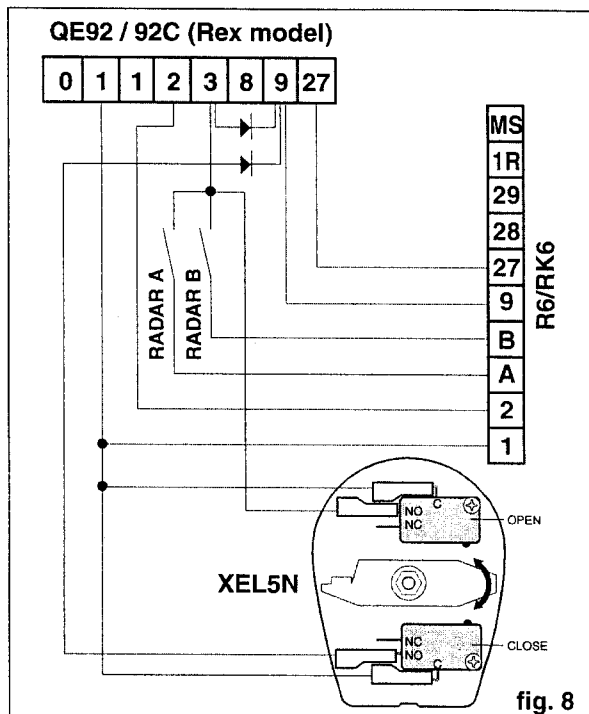 QE92 / 92C (Rex model)
0 1 1 2 3 8 9 27
MS
1R
29
28
27
9
B
A
2
1
R6/RK6
RADAR A
RADAR B
C
NO
NC
OPEN
XEL5N
NC
NO
C
CLOSE
fig. 8